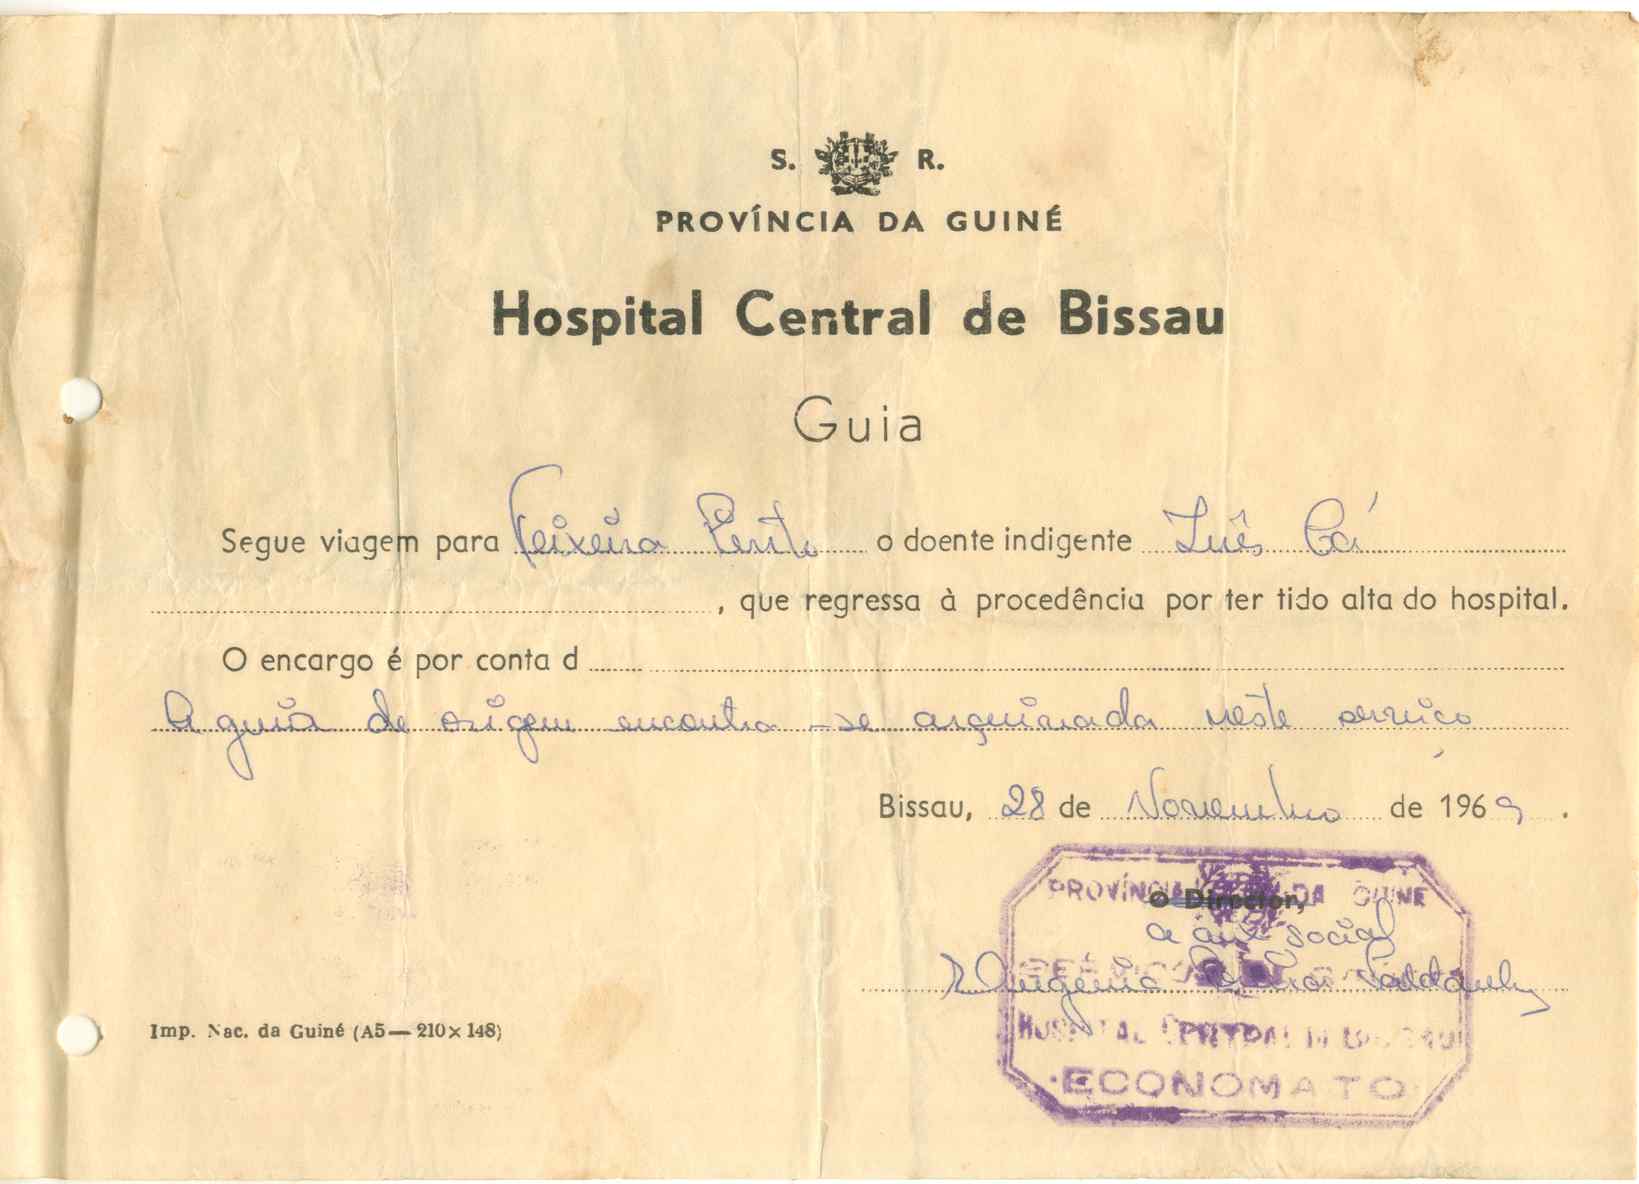 S. R.
PROVÍNCIA DA GUINÉ
Hospital Central de Bissau
Guia
Segue viagem para Teixeira Pinto o doente indigente Inês Cá
, que regressa à procedência por ter tido alta do hospital.
O encargo é por conta d
A guia de origem encontra-se arquivada neste serviço
Bissau, 28 de Novembro de 1969.
PROVÍNCIA DA GUINÉ
O Director,
a aux social
HOSPITAL CENTRAL DE BISSAU
ECONOMATO
Imp. Nac. da Guiné (A5—210×148)